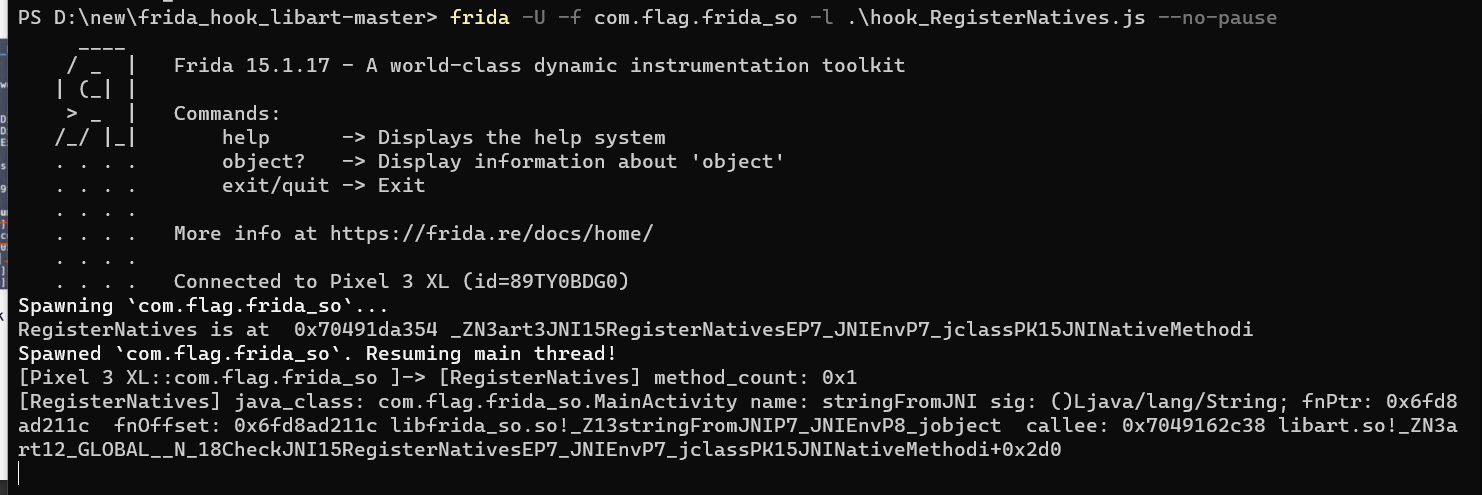 PS D:\new\frida_hook_libart-master> frida -U -f com.flag.frida_so -l .\hook_RegisterNatives.js --no-pause
     ____
    / _  |   Frida 15.1.17 - A world-class dynamic instrumentation toolkit
   | (_| |
    > _  |   Commands:
   /_/ |_|       help      -> Displays the help system
   . . . .       object?   -> Display information about 'object'
   . . . .       exit/quit -> Exit
   . . . .
   . . . .   More info at https://frida.re/docs/home/
   . . . .
   . . . .   Connected to Pixel 3 XL (id=89TY0BDG0)
Spawning `com.flag.frida_so`...
RegisterNatives is at  0x70491da354 _ZN3art3JNI15RegisterNativesEP7_JNIEnvP7_jclassPK15JNINativeMethodi
Spawned `com.flag.frida_so`. Resuming main thread!
[Pixel 3 XL::com.flag.frida_so ]-> [RegisterNatives] method_count: 0x1
[RegisterNatives] java_class: com.flag.frida_so.MainActivity name: stringFromJNI sig: ()Ljava/lang/String; fnPtr: 0x6fd8
ad211c  fnOffset: 0x6fd8ad211c libfrida_so.so!_Z13stringFromJNIP7_JNIEnvP8_jobject  callee: 0x7049162c38 libart.so!_ZN3a
rt12_GLOBAL__N_18CheckJNI15RegisterNativesEP7_JNIEnvP7_jclassPK15JNINativeMethodi+0x2d0